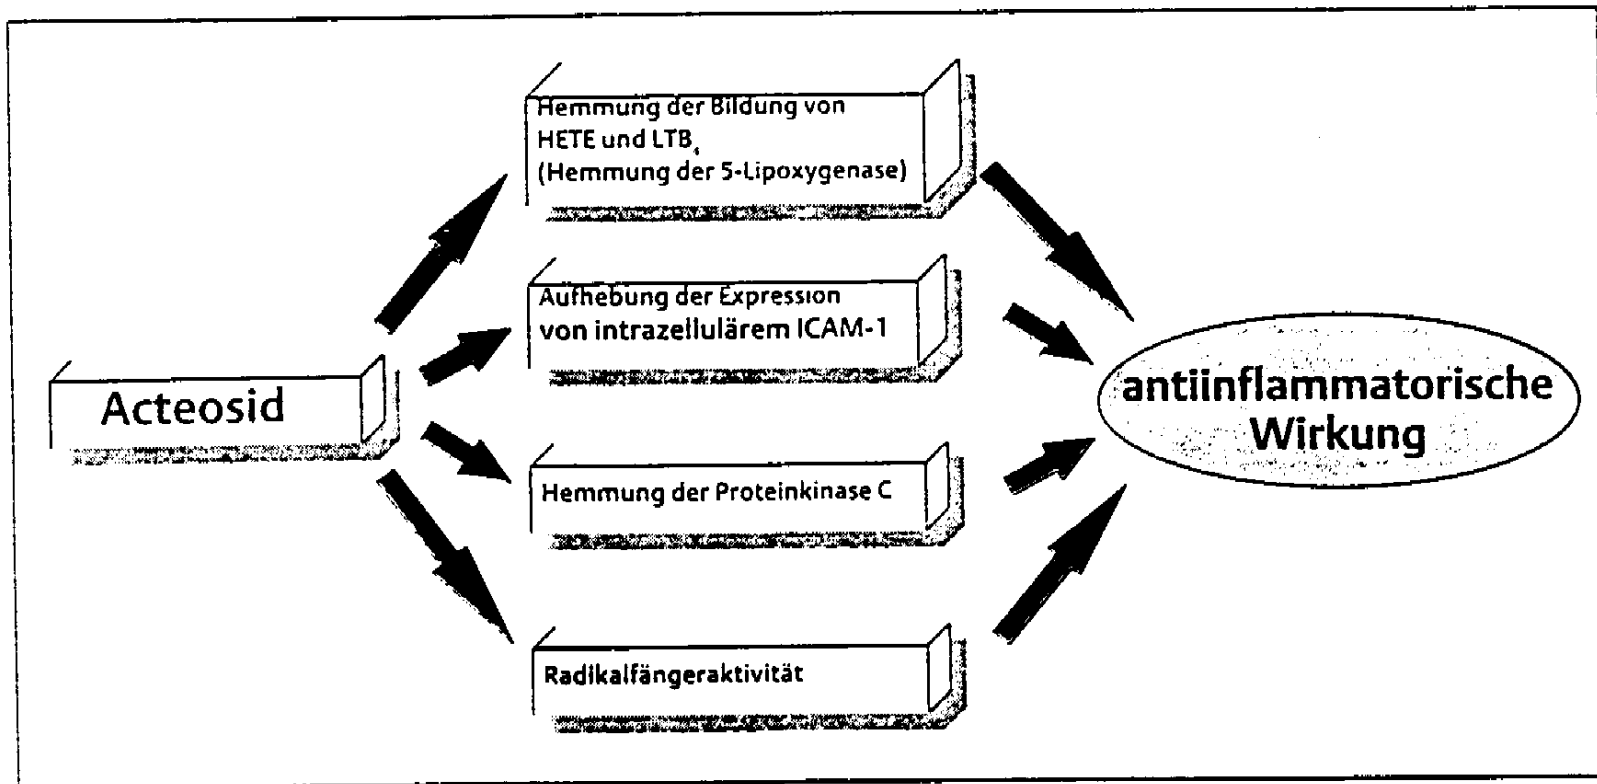 Hemmung der Bildung von
HETE und LTB₄
(Hemmung der 5-Lipoxygenase)
Aufhebung der Expression
von intrazellulärem ICAM-1
Acteosid
antiinflammatorische
Wirkung
Hemmung der Proteinkinase C
Radikalfängeraktivität